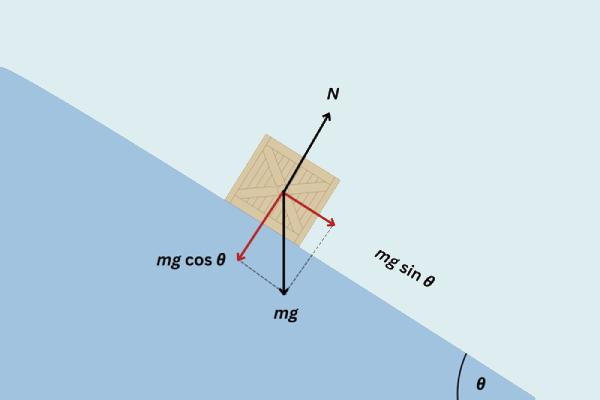 N
mg cos θ
mg sin θ
mg
θ